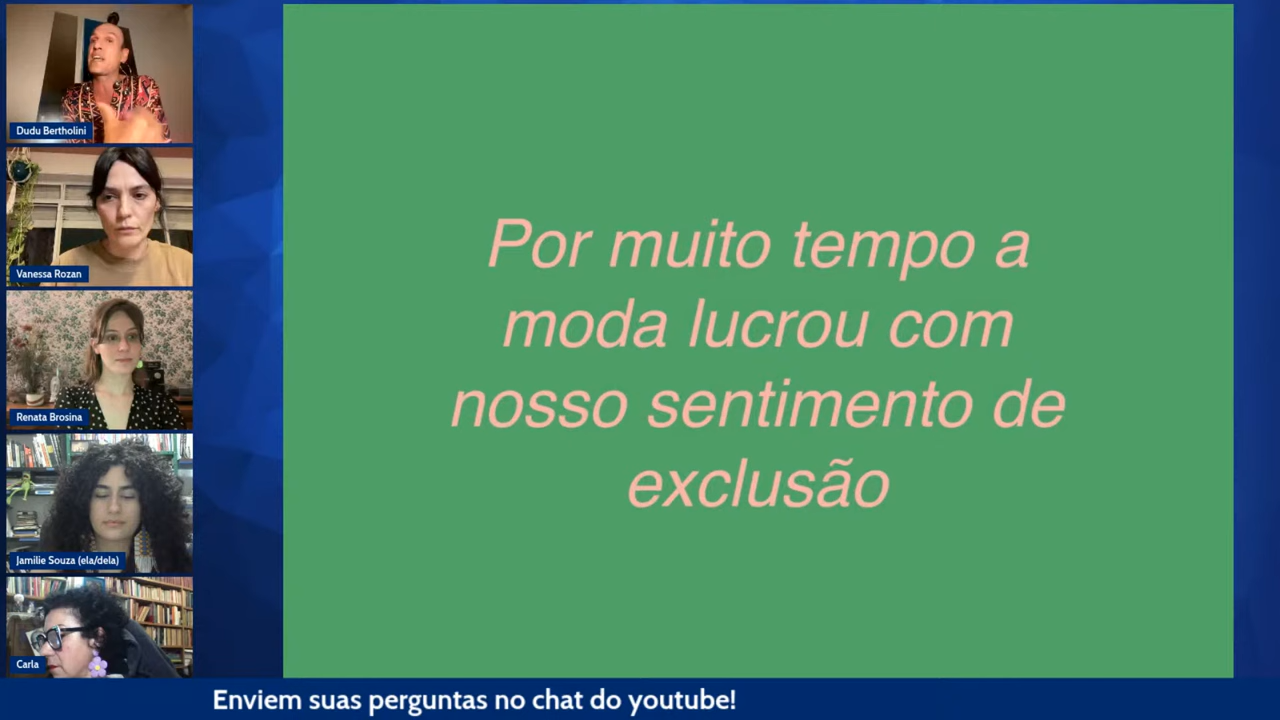 Dudu Bertholini
Vanessa Rozan
Renata Brosina
Jamilie Souza (ela/dela)
Carla
Por muito tempo a
moda lucrou com
nosso sentimento de
exclusão
Enviem suas perguntas no chat do youtube!